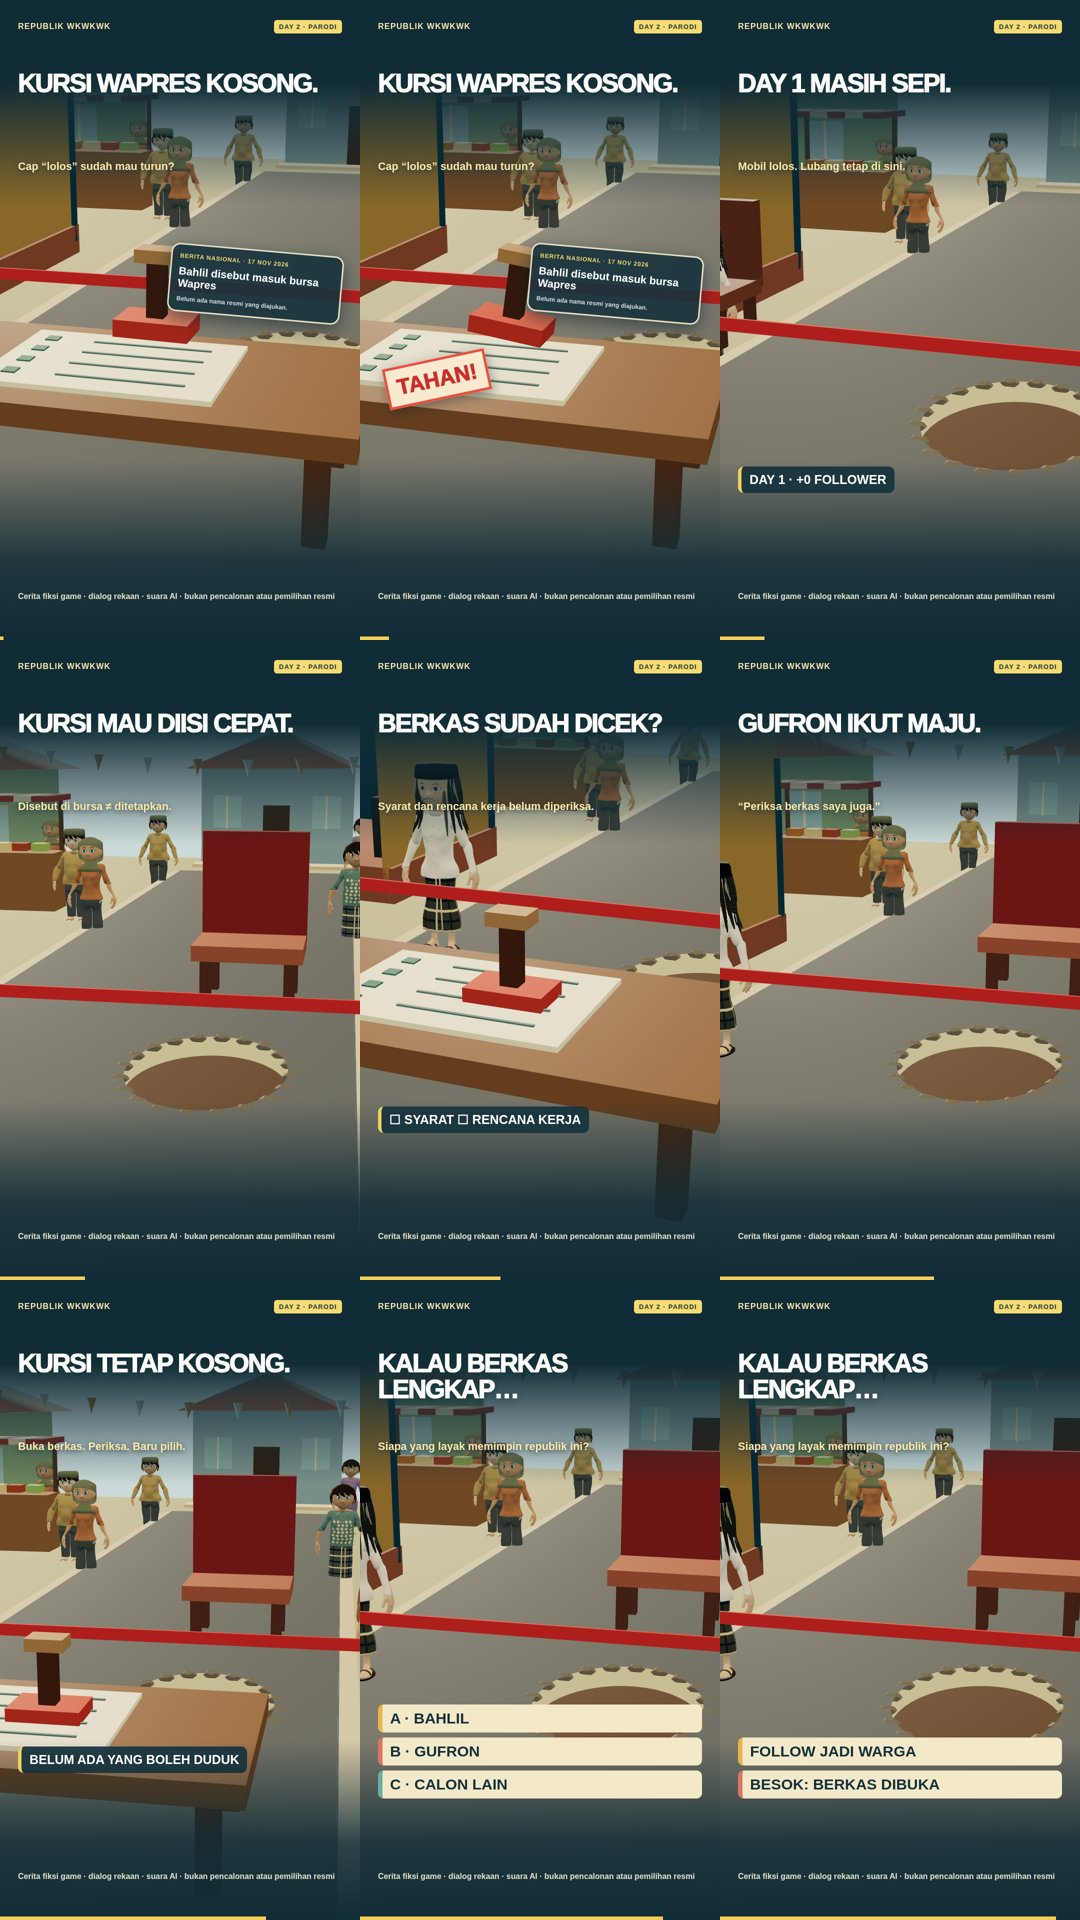 REPUBLIK WKWKWK
DAY 2 · PARODI
KURSI WAPRES KOSONG.
Cap “lolos” sudah mau turun?
BERITA NASIONAL · 17 NOV 2026
Bahlil disebut masuk bursa
Wapres
Belum ada nama resmi yang diajukan.
Cerita fiksi game · dialog rekaan · suara AI · bukan pencalonan atau pemilihan resmi
REPUBLIK WKWKWK
DAY 2 · PARODI
KURSI WAPRES KOSONG.
Cap “lolos” sudah mau turun?
BERITA NASIONAL · 17 NOV 2026
Bahlil disebut masuk bursa
Wapres
Belum ada nama resmi yang diajukan.
TAHAN!
Cerita fiksi game · dialog rekaan · suara AI · bukan pencalonan atau pemilihan resmi
REPUBLIK WKWKWK
DAY 2 · PARODI
DAY 1 MASIH SEPI.
Mobil lolos. Lubang tetap di sini.
DAY 1 · +0 FOLLOWER
Cerita fiksi game · dialog rekaan · suara AI · bukan pencalonan atau pemilihan resmi
REPUBLIK WKWKWK
DAY 2 · PARODI
KURSI MAU DIISI CEPAT.
Disebut di bursa ≠ ditetapkan.
Cerita fiksi game · dialog rekaan · suara AI · bukan pencalonan atau pemilihan resmi
REPUBLIK WKWKWK
DAY 2 · PARODI
BERKAS SUDAH DICEK?
Syarat dan rencana kerja belum diperiksa.
☐ SYARAT ☐ RENCANA KERJA
Cerita fiksi game · dialog rekaan · suara AI · bukan pencalonan atau pemilihan resmi
REPUBLIK WKWKWK
DAY 2 · PARODI
GUFRON IKUT MAJU.
“Periksa berkas saya juga.”
Cerita fiksi game · dialog rekaan · suara AI · bukan pencalonan atau pemilihan resmi
REPUBLIK WKWKWK
DAY 2 · PARODI
KURSI TETAP KOSONG.
Buka berkas. Periksa. Baru pilih.
BELUM ADA YANG BOLEH DUDUK
Cerita fiksi game · dialog rekaan · suara AI · bukan pencalonan atau pemilihan resmi
REPUBLIK WKWKWK
DAY 2 · PARODI
KALAU BERKAS
LENGKAP...
Siapa yang layak memimpin republik ini?
A · BAHLIL
B · GUFRON
C · CALON LAIN
Cerita fiksi game · dialog rekaan · suara AI · bukan pencalonan atau pemilihan resmi
REPUBLIK WKWKWK
DAY 2 · PARODI
KALAU BERKAS
LENGKAP...
Siapa yang layak memimpin republik ini?
FOLLOW JADI WARGA
BESOK: BERKAS DIBUKA
Cerita fiksi game · dialog rekaan · suara AI · bukan pencalonan atau pemilihan resmi